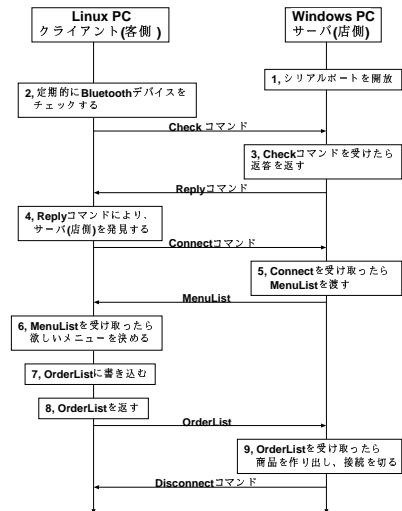 Linux PC
クライアント(客側 )
Windows PC
サーバ(店側)
1, シリアルポートを開放
2, 定期的にBluetoothデバイスを
チェックする
Check コマンド
3, Checkコマンドを受けたら
返答を返す
Replyコマンド
4, Replyコマンドにより、
サーバ(店側)を発見する
Connectコマンド
5, Connectを受け取ったら
MenuListを渡す
MenuList
6, MenuListを受け取ったら
欲しいメニューを決める
7, OrderListに書き込む
8, OrderListを返す
OrderList
9, OrderListを受け取ったら
商品を作り出し、接続を切る
Disconnectコマンド